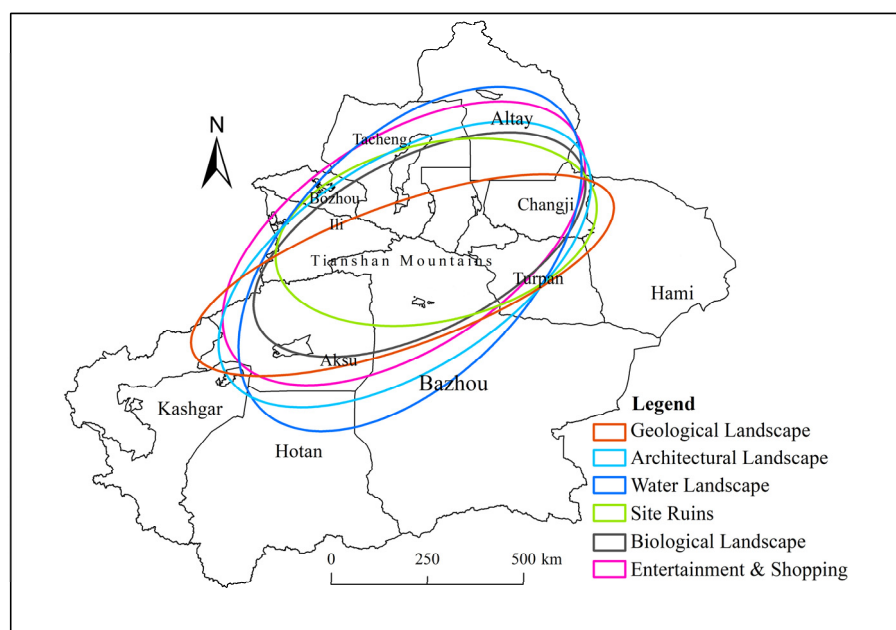 N
Altay
Tacheng
Bozhou
Changji
Ili
Tianshan Mountains
Turpan
Hami
Aksu
Bazhou
Kashgar
Hotan
Legend
Geological Landscape
Architectural Landscape
Water Landscape
Site Ruins
Biological Landscape
Entertainment & Shopping
0 250 500 km